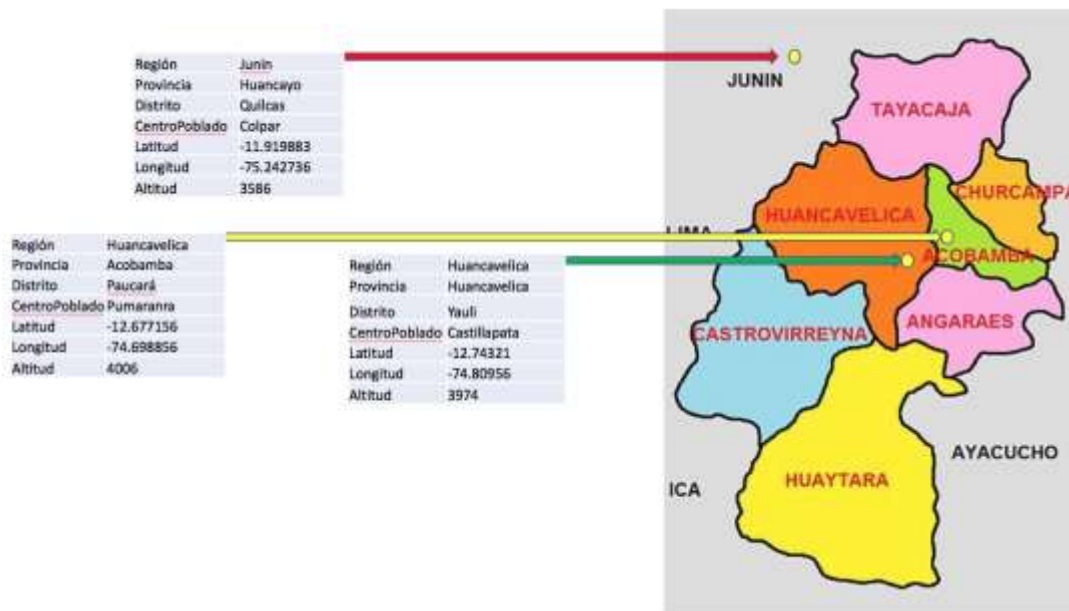 Región Junin
Provincia Huancayo
Distrito Quilcas
CentroPoblado Colpar
Latitud -11.919883
Longitud -75.242736
Altitud 3586
Región Huancavelica
Provincia Acobamba
Distrito Paucará
CentroPoblado Pumaranra
Latitud -12.677156
Longitud -74.698856
Altitud 4006
Región Huancavelica
Provincia Huancavelica
Distrito Yauli
CentroPoblado Castillapata
Latitud -12.74321
Longitud -74.80956
Altitud 3974
JUNIN
TAYACAJA
CHURCAMPA
HUANCAVELICA
LIMA
ACOBAMBA
CASTROVIRREYNA
ANGARAES
AYACUCHO
HUAYTARA
ICA